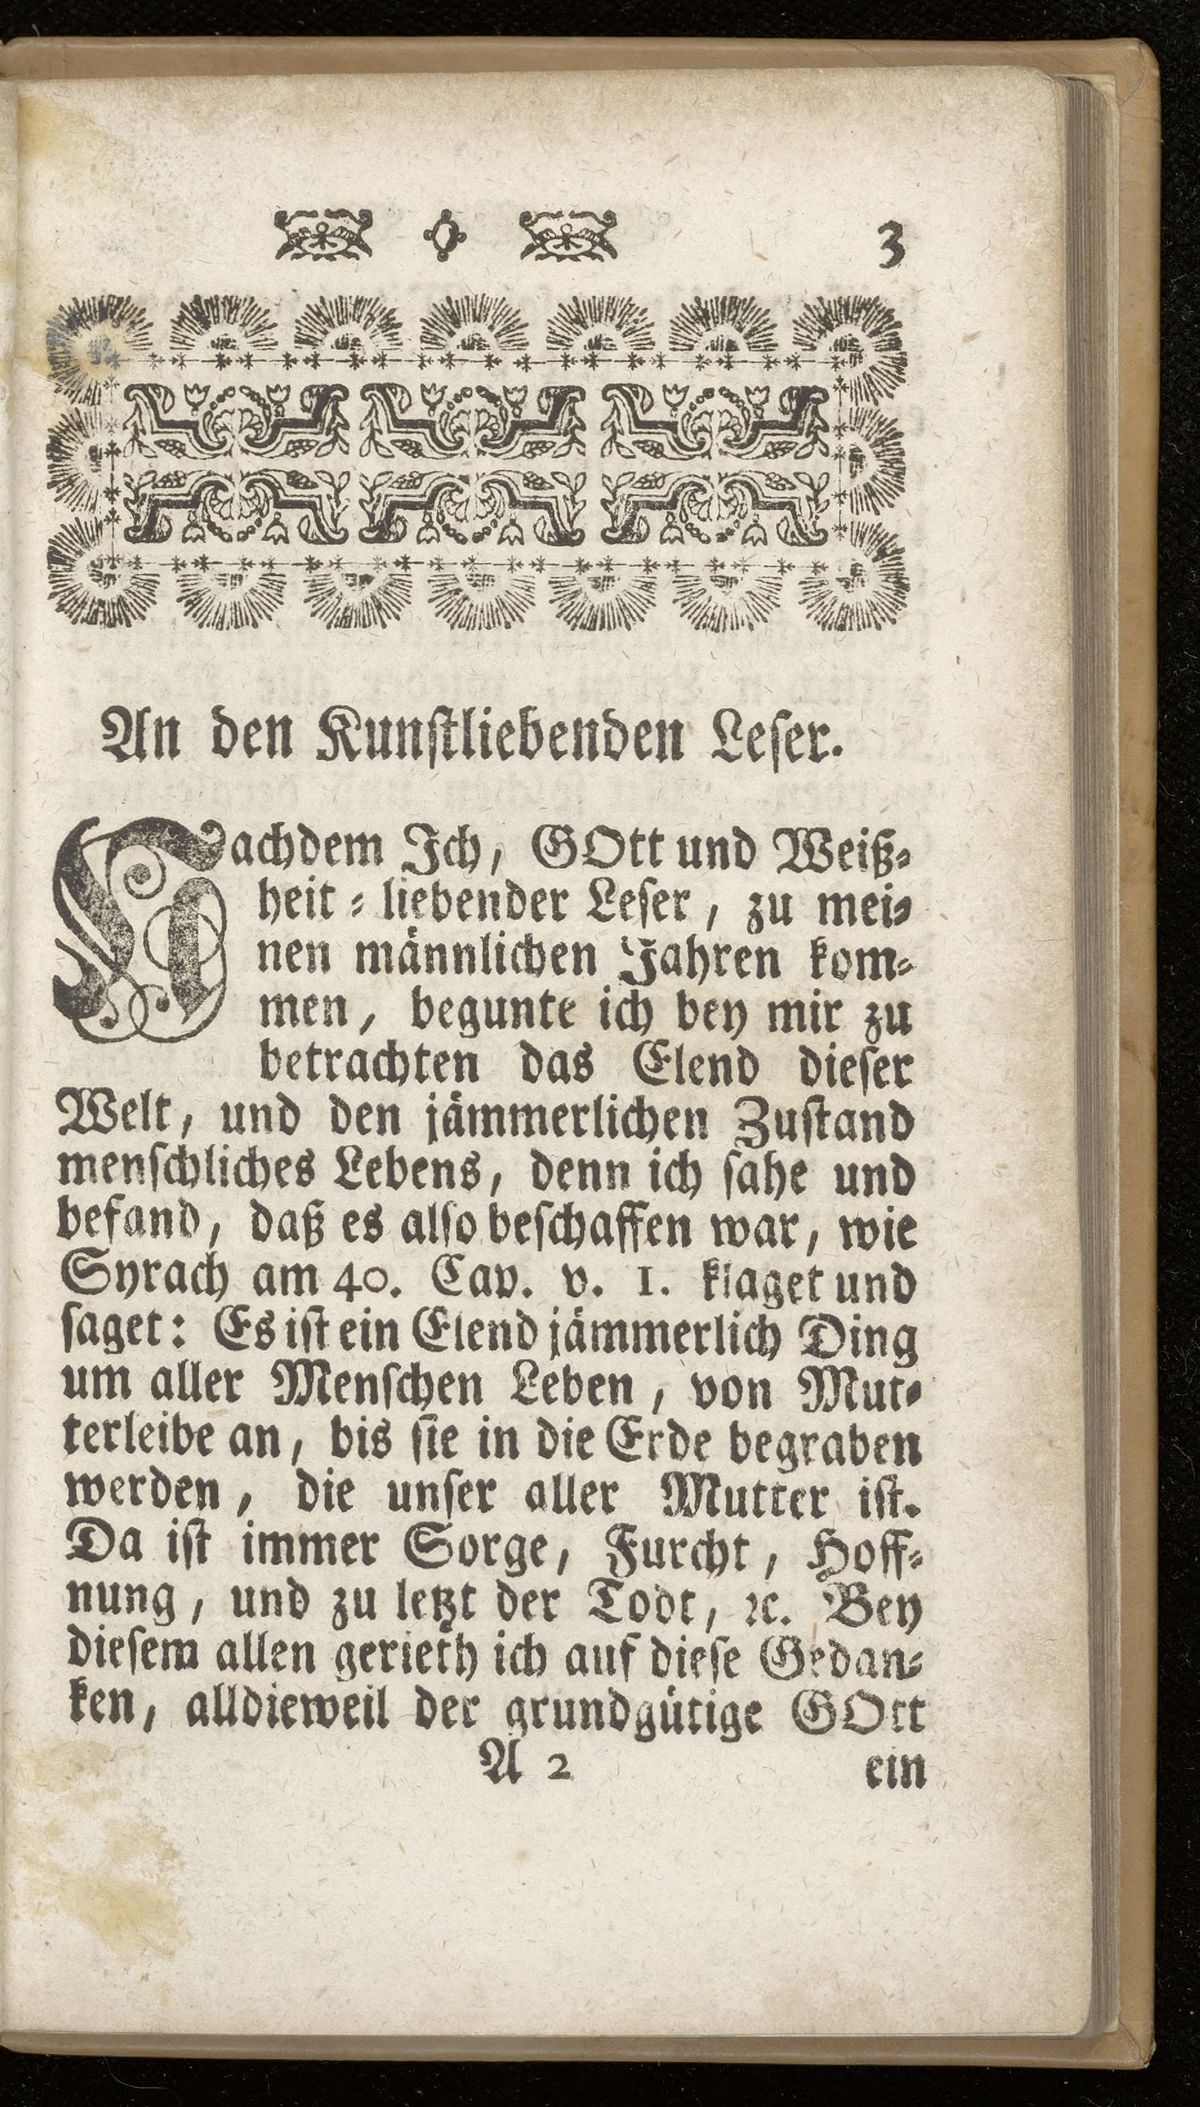 3
An den Kunstliebenden Leser.
Nachdem Ich, GOtt und Weiß⸗
heit⸗liebender Leser, zu mei⸗
nen männlichen Jahren kom⸗
men, begunte ich bey mir zu
betrachten das Elend dieser
Welt, und den jämmerlichen Zustand
menschliches Lebens, denn ich sahe und
befand, daß es also beschaffen war, wie
Syrach am 40. Cap. v. 1. klaget und
saget: Es ist ein Elend jämmerlich Ding
um aller Menschen Leben, von Mut⸗
terleibe an, bis sie in die Erde begraben
werden, die unser aller Mutter ist.
Da ist immer Sorge, Furcht, Hoff⸗
nung, und zu letzt der Todt, ꝛc. Bey
diesem allen gerieth ich auf diese Gedan⸗
ken, alldieweil der grundgütige GOtt
A 2 ein